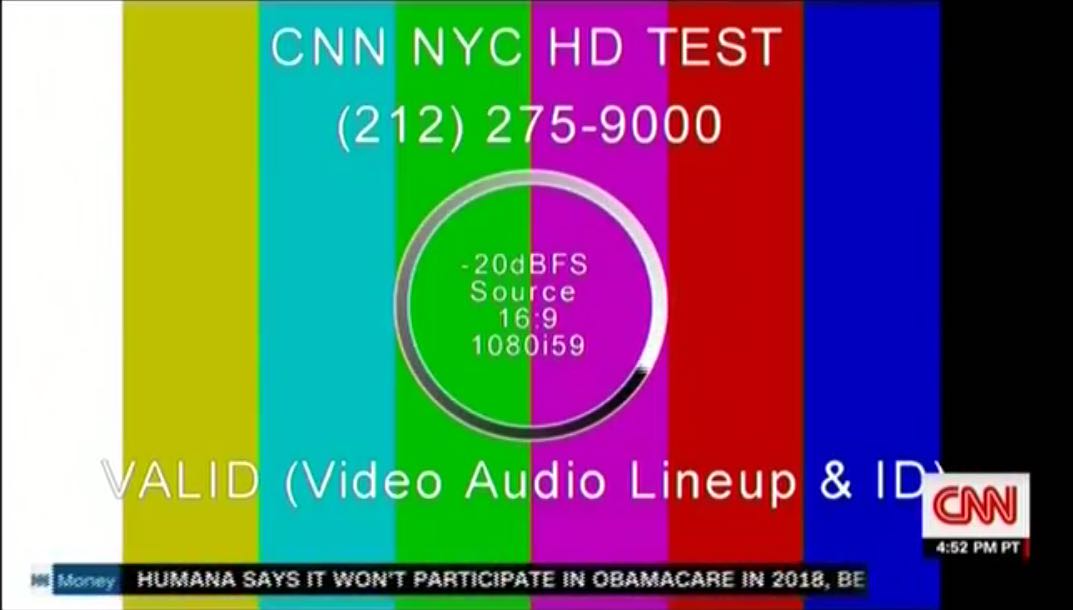 CNN NYC HD TEST
(212) 275-9000
-20dBFS
Source
16:9
1080i59
VALID (Video Audio Lineup & ID)
CNN
4:52 PM PT
Money HUMANA SAYS IT WON'T PARTICIPATE IN OBAMACARE IN 2018, BE